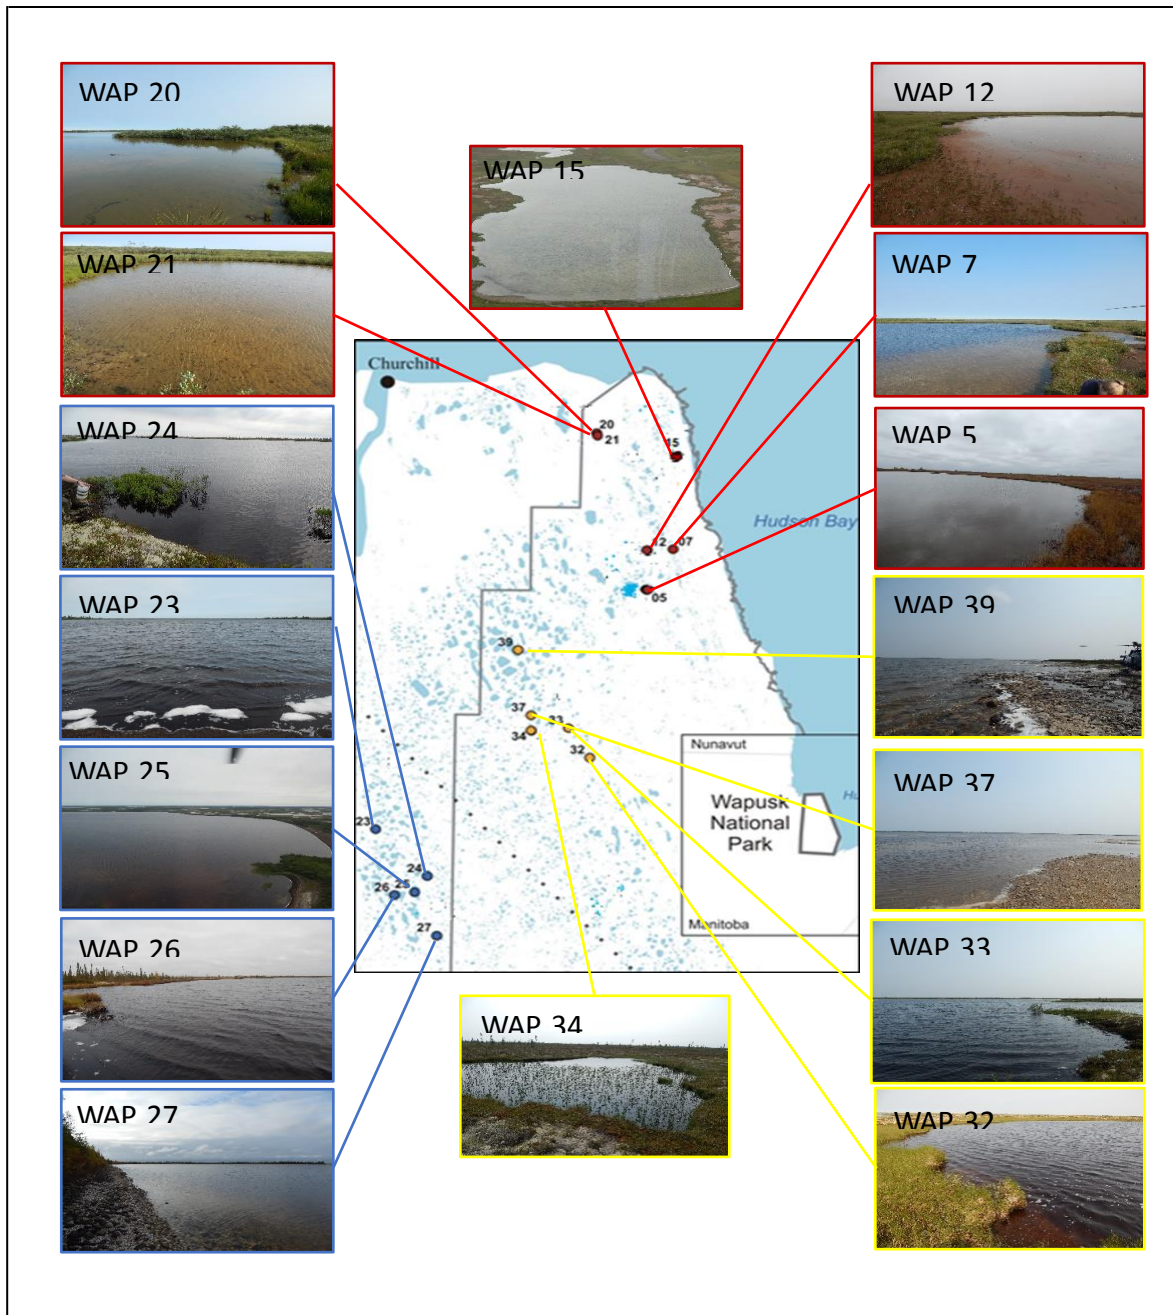 WAP 20
WAP 12
WAP 15
WAP 21
WAP 7
Churchill
WAP 24
20
21
15
WAP 5
Hudson Bay
12
07
05
WAP 23
WAP 39
39
WAP 25
37
33
34
32
Nunavut
WAP 37
Wapusk
National
Park
Hu
23
24
25
26
27
Manitoba
WAP 26
WAP 33
WAP 34
WAP 27
WAP 32